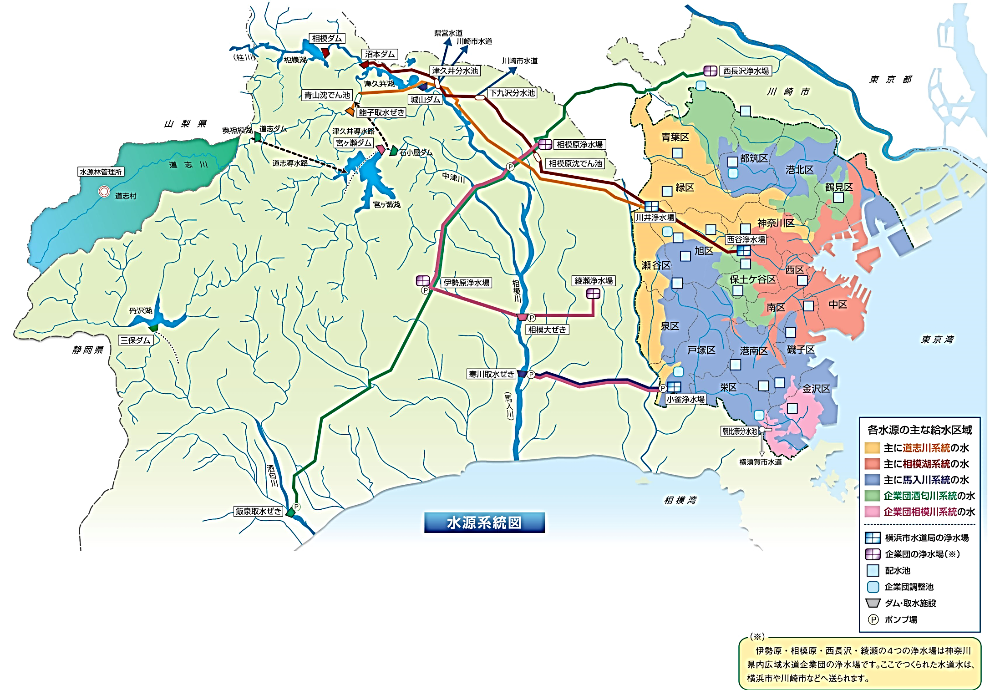 県営水道
川崎市水道
相模ダム
沼本ダム
(桂川)
相模湖
津久井分水池
川崎市水道
西長沢浄水場
津久井湖
東京都
川崎市
青山沈でん池
城山ダム
下九沢分水池
鮑子取水ぜき
山梨県
奥相模湖
道志ダム
津久井導水路
宮ヶ瀬ダム
石小屋ダム
相模原浄水場
相模原沈でん池
青葉区
都筑区
港北区
道志川
道志導水路
水源林管理所
道志村
中津川
宮ヶ瀬湖
緑区
鶴見区
川井浄水場
神奈川区
西谷浄水場
旭区
瀬谷区
西区
保土ケ谷区
伊勢原浄水場
綾瀬浄水場
相模川
南区
中区
丹沢湖
三保ダム
静岡県
相模大ぜき
泉区
東京湾
戸塚区
港南区
磯子区
寒川取水ぜき
(馬入川)
小雀浄水場
栄区
金沢区
朝比奈分水池
横須賀市水道
酒匂川
飯泉取水ぜき
相模湾
水源系統図
P
P
P
P
P
P
各水源の主な給水区域
主に道志川系統の水
主に相模湖系統の水
主に馬入川系統の水
企業団酒匂川系統の水
企業団相模川系統の水
横浜市水道局の浄水場
企業団の浄水場(※)
配水池
企業団調整池
ダム・取水施設
P ポンプ場
(※)
伊勢原・相模原・西長沢・綾瀬の4つの浄水場は神奈川
県内広域水道企業団の浄水場です。ここでつくられた水道水は、
横浜市や川崎市などへ送られます。